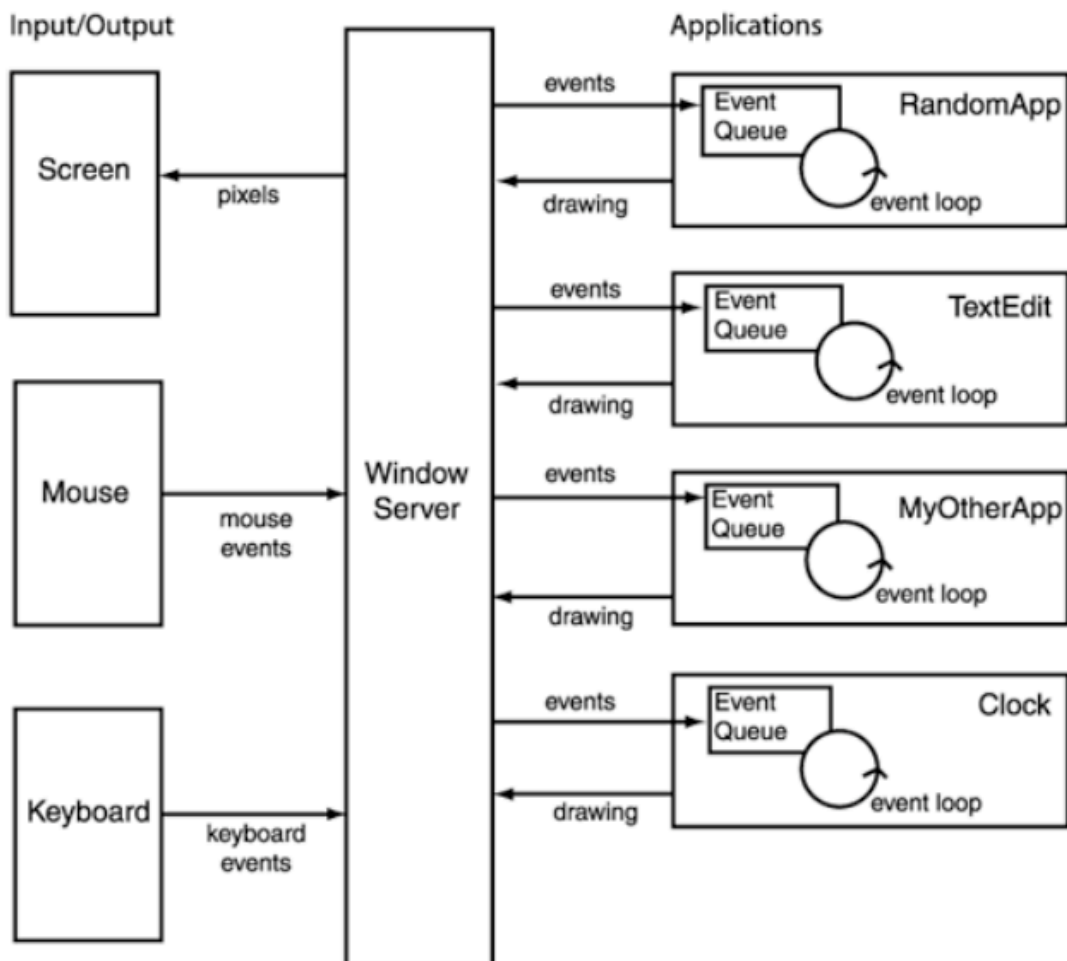 Input/Output
Applications
Screen
pixels
Mouse
mouse
events
Keyboard
keyboard
events
Window
Server
events
drawing
Event
Queue
RandomApp
event loop
events
drawing
Event
Queue
TextEdit
event loop
events
drawing
Event
Queue
MyOtherApp
event loop
events
drawing
Event
Queue
Clock
event loop